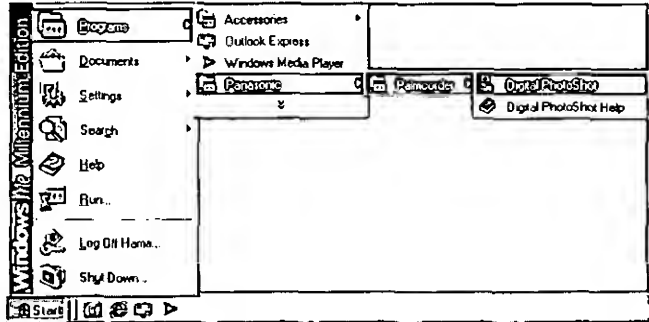 Windows Me Millennium Edition
Programs
Documents
Settings
Search
Help
Run...
Log Off Hama...
Shut Down...
Accessories
Outlook Express
Windows Media Player
Panasonic
Palmcorder
Digital PhotoShot
Digital PhotoShot Help
Start